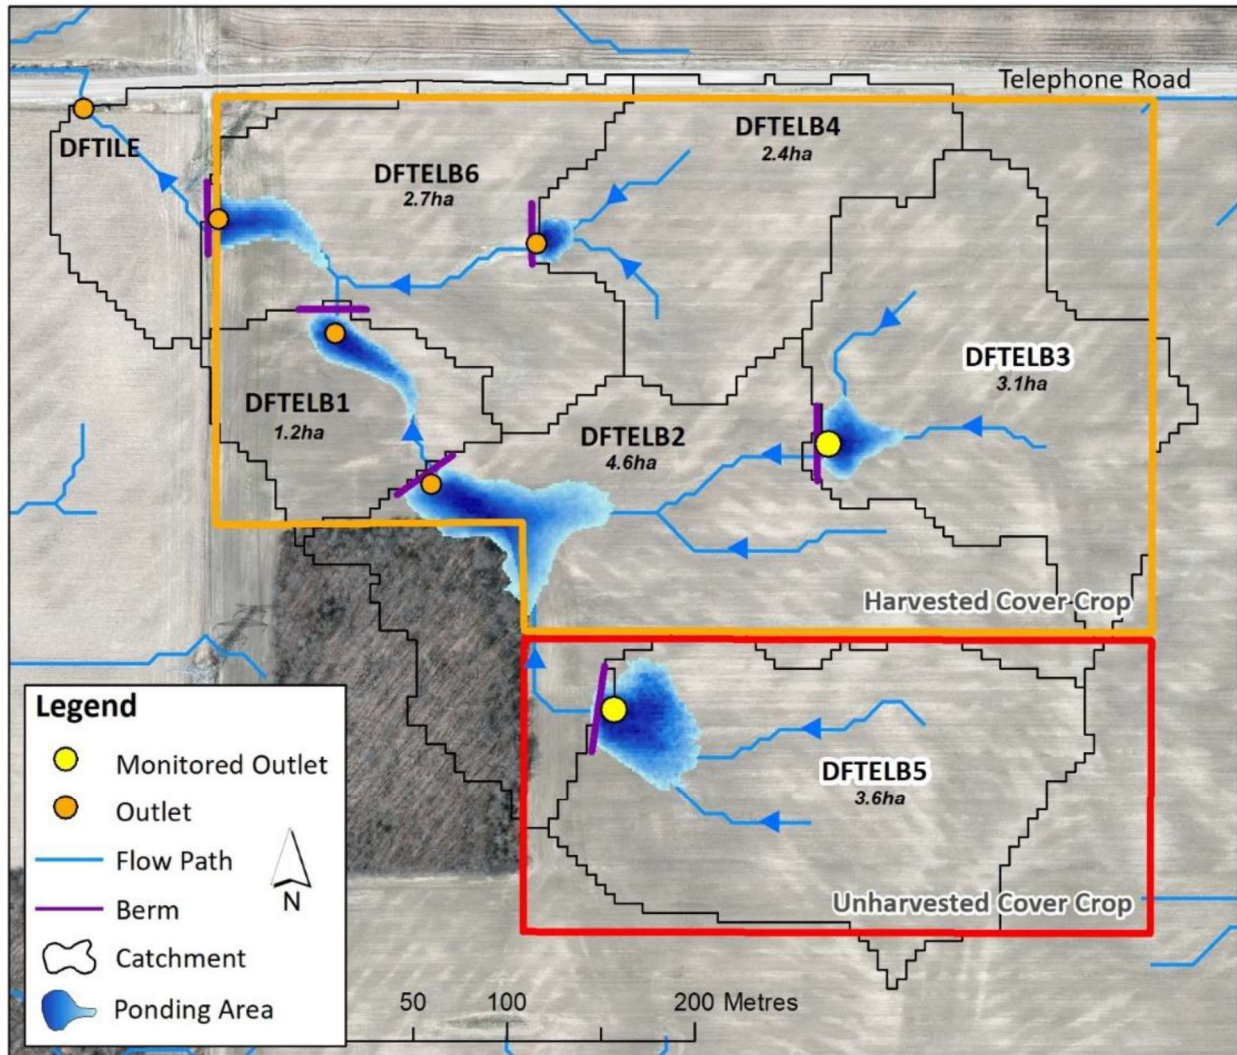 Telephone Road
DFTELB4
2.4ha
DFTILE
DFTELB6
2.7ha
DFTELB3
3.1ha
DFTELB1
1.2ha
DFTELB2
4.6ha
Harvested Cover Crop
DFTELB5
3.6ha
Unharvested Cover Crop
Legend
Monitored Outlet
Outlet
Flow Path
Berm
Catchment
Ponding Area
N
50 100 200 Metres